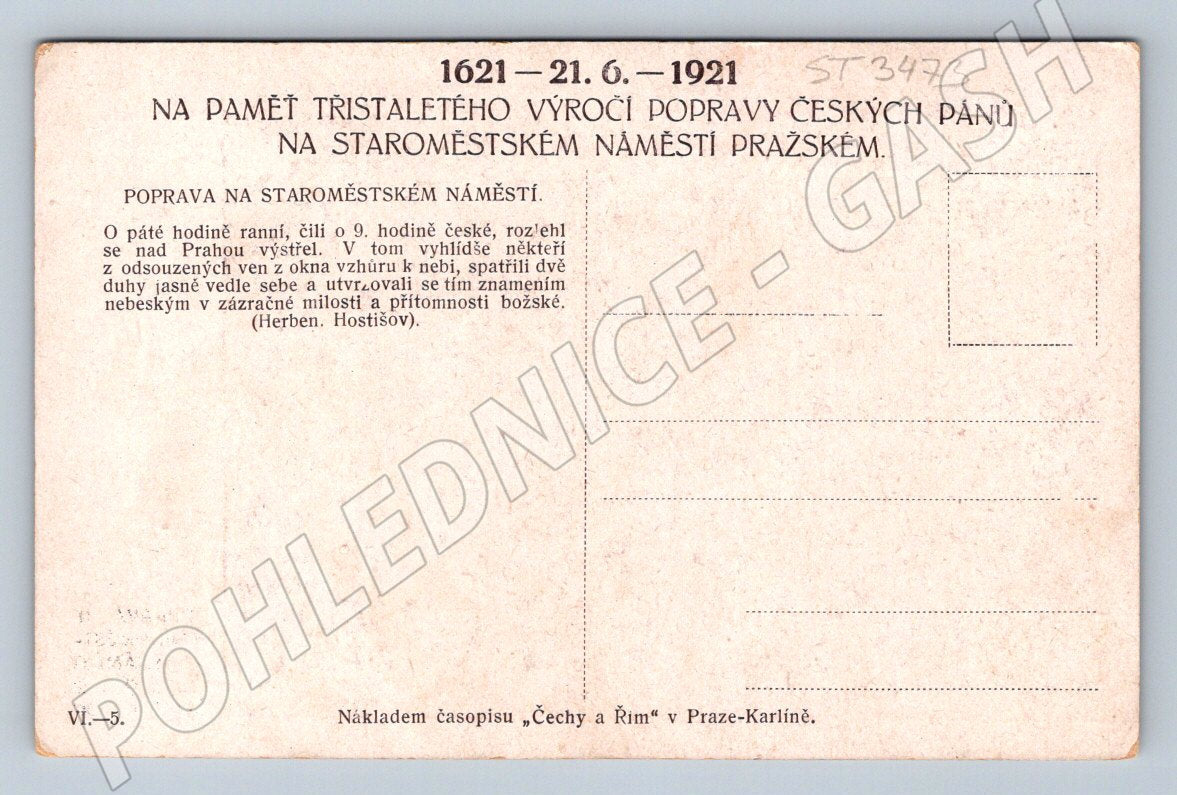 1621 — 21. 6. — 1921
ST 3473
NA PAMĚŤ TŘISTALETÉHO VÝROČÍ POPRAVY ČESKÝCH PÁNŮ
NA STAROMĚSTSKÉM NÁMĚSTÍ PRAŽSKÉM.
POPRAVA NA STAROMĚSTSKÉM NÁMĚSTÍ.
O páté hodině ranní, čili o 9. hodině české, rozlehl
se nad Prahou výstřel. V tom vyhlídše někteří
z odsouzených ven z okna vzhůru k nebi, spatřili dvě
duhy jasné vedle sebe a utvrzovali se tím znamením
nebeským v zázračné milosti a přítomnosti božské.
(Herben. Hostišov).
VI.—5.
Nákladem časopisu „Čechy a Řím“ v Praze-Karlíně.
POHLEDNICE - GASH